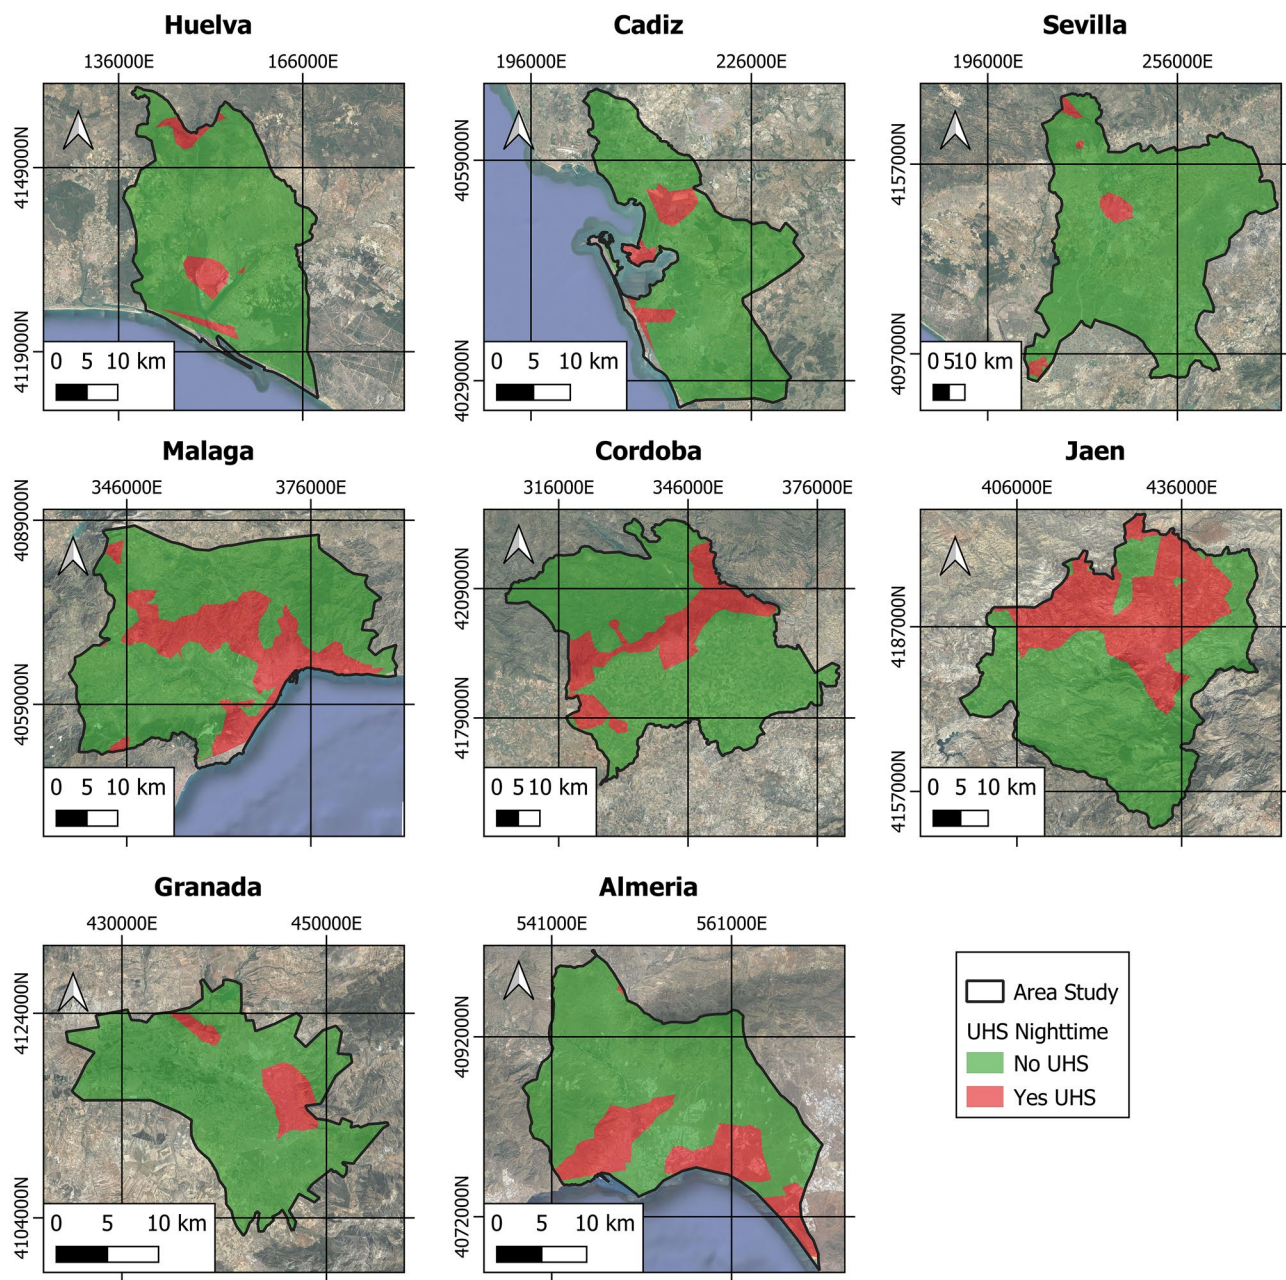 Huelva
136000E 166000E
4149000N
4119000N
0 5 10 km
Cadiz
196000E 226000E
4059000N
4029000N
0 5 10 km
Sevilla
1960000E 256000E
4157000N
4097000N
0 510 km
Malaga
346000E 376000E
4089000N
4059000N
0 5 10 km
Cordoba
316000E 346000E 376000E
4209000N
4179000N
0 5 10 km
Jaen
406000E 436000E
4187000N
4157000N
0 5 10 km
Granada
430000E 450000E
4124000N
4104000N
0 5 10 km
Almeria
541000E 561000E
4092000N
4072000N
0 5 10 km
Area Study
UHS Nighttime
No UHS
Yes UHS